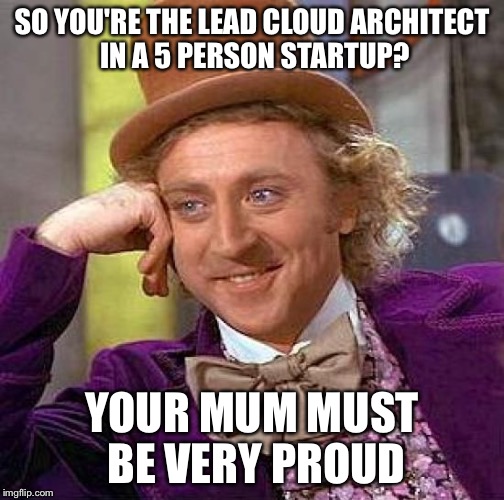 SO YOU'RE THE LEAD CLOUD ARCHITECT
IN A 5 PERSON STARTUP?
YOUR MUM MUST
BE VERY PROUD
imgflip.com